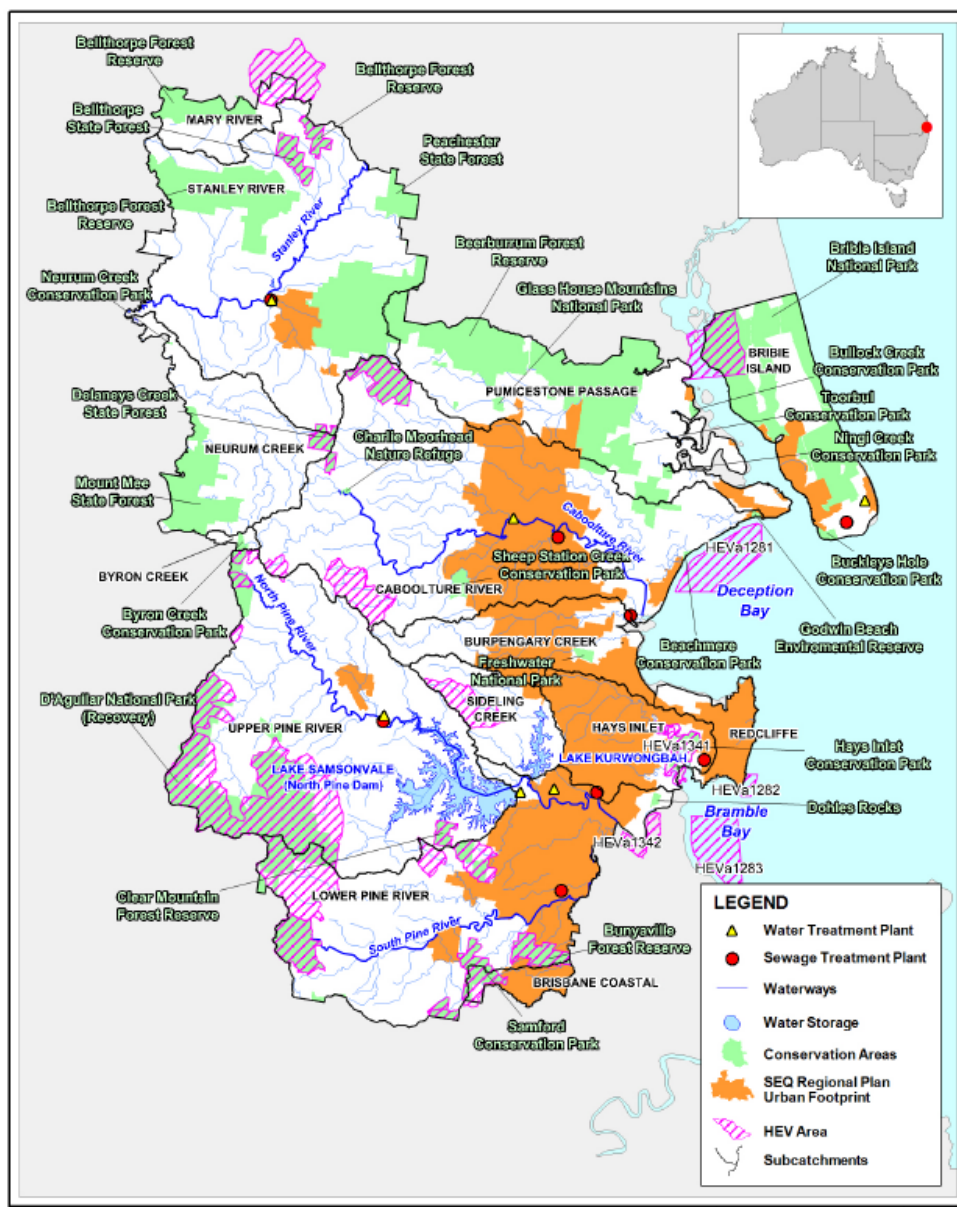 Bellthorpe Forest
Reserve
Bellthorpe Forest
Reserve
Bellthorpe
State Forest
MARY RIVER
Peachester
State Forest
STANLEY RIVER
Bellthorpe Forest
Reserve
Stanley River
Beerburrum Forest
Reserve
Bribie Island
National Park
Neurum Creek
Conservation Park
Glass House Mountains
National Park
BRIBIE
ISLAND
Bullock Creek
Conservation Park
PUMICESTONE PASSAGE
Delaneys Creek
State Forest
Toorbul
Conservation Park
Charlie Moorhead
Nature Refuge
Ningi Creek
Conservation Park
NEURUM CREEK
Mount Mee
State Forest
Caboolture River
HEVa1281
Sheep Station Creek
Conservation Park
Buckleys Hole
Conservation Park
BYRON CREEK
North Pine River
CABOOLTURE RIVER
Deception
Bay
Byron Creek
Conservation Park
BURPENGARY CREEK
Beachmere
Conservation Park
Godwin Beach
Enviromental Reserve
Freshwater
National Park
D'Aguilar National Park
(Recovery)
SIDELING
CREEK
UPPER PINE RIVER
HAYS INLET
REDCLIFFE
HEVa1341
Hays Inlet
Conservation Park
LAKE KURWONGBAH
LAKE SAMSONVALE
(North Pine Dam)
HEVa1282
Dohles Rocks
Bramble
Bay
HEVa1342
HEVa1283
Clear Mountain
Forest Reserve
LOWER PINE RIVER
South Pine River
Bunyaville
Forest Reserve
BRISBANE COASTAL
Samford
Conservation Park
LEGEND
Water Treatment Plant
Sewage Treatment Plant
Waterways
Water Storage
Conservation Areas
SEQ Regional Plan
Urban Footprint
HEV Area
Subcatchments